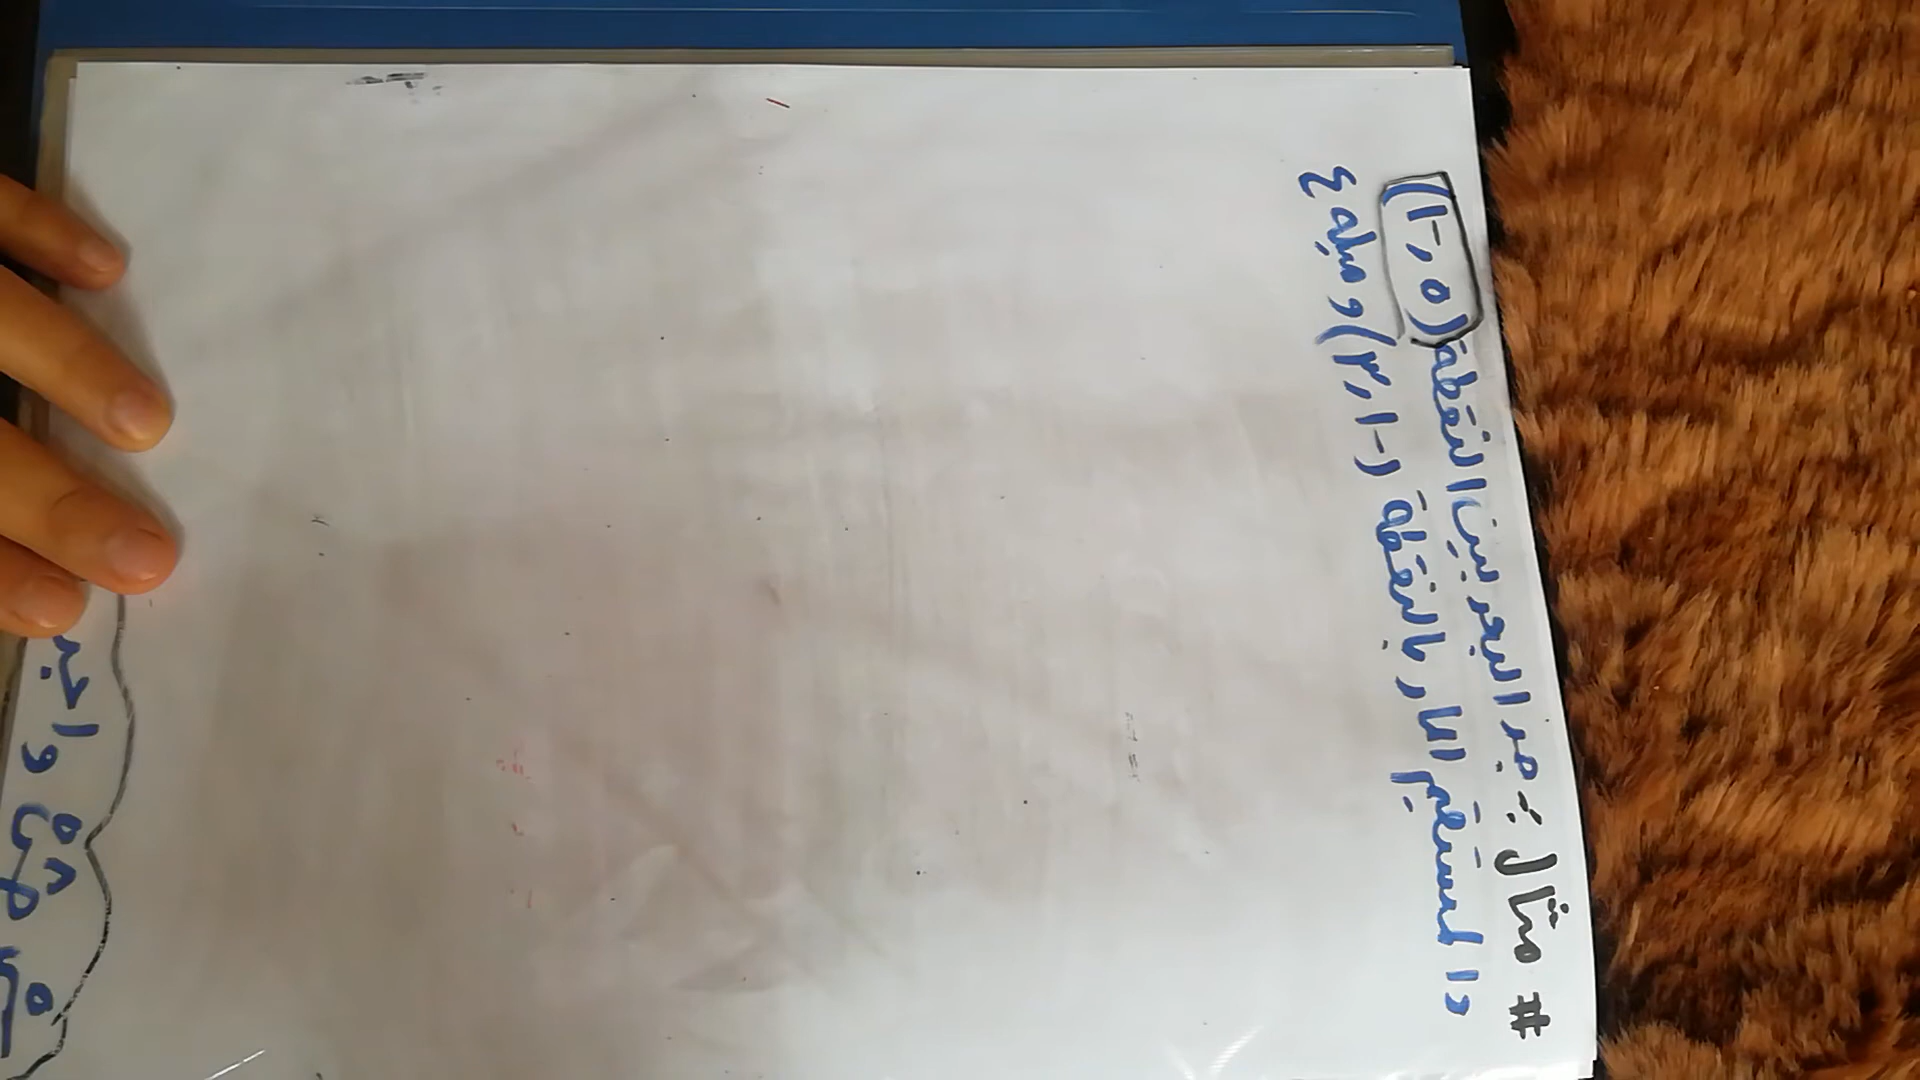 # مثال : جد البعد بين النقطة (٥ , -١)
والمستقيم المار بالنقطة (-١ , ٣) وميله ٤